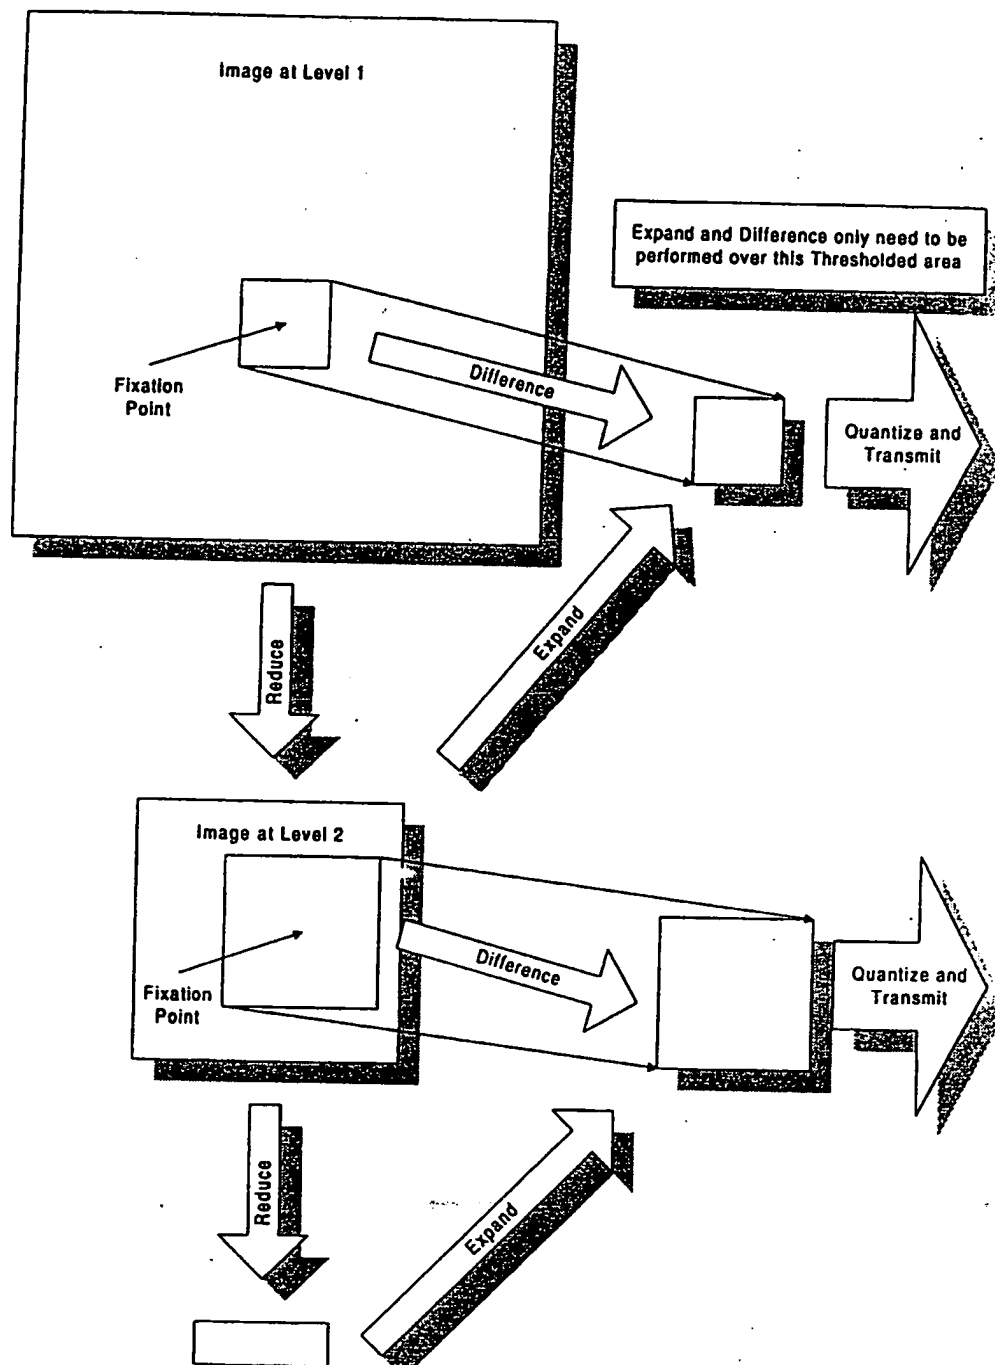 Image at Level 1
Expand and Difference only need to be
performed over this Thresholded area
Fixation
Point
Difference
Quantize and
Transmit
Expand
Reduce
Image at Level 2
Fixation
Point
Difference
Quantize and
Transmit
Reduce
Expand